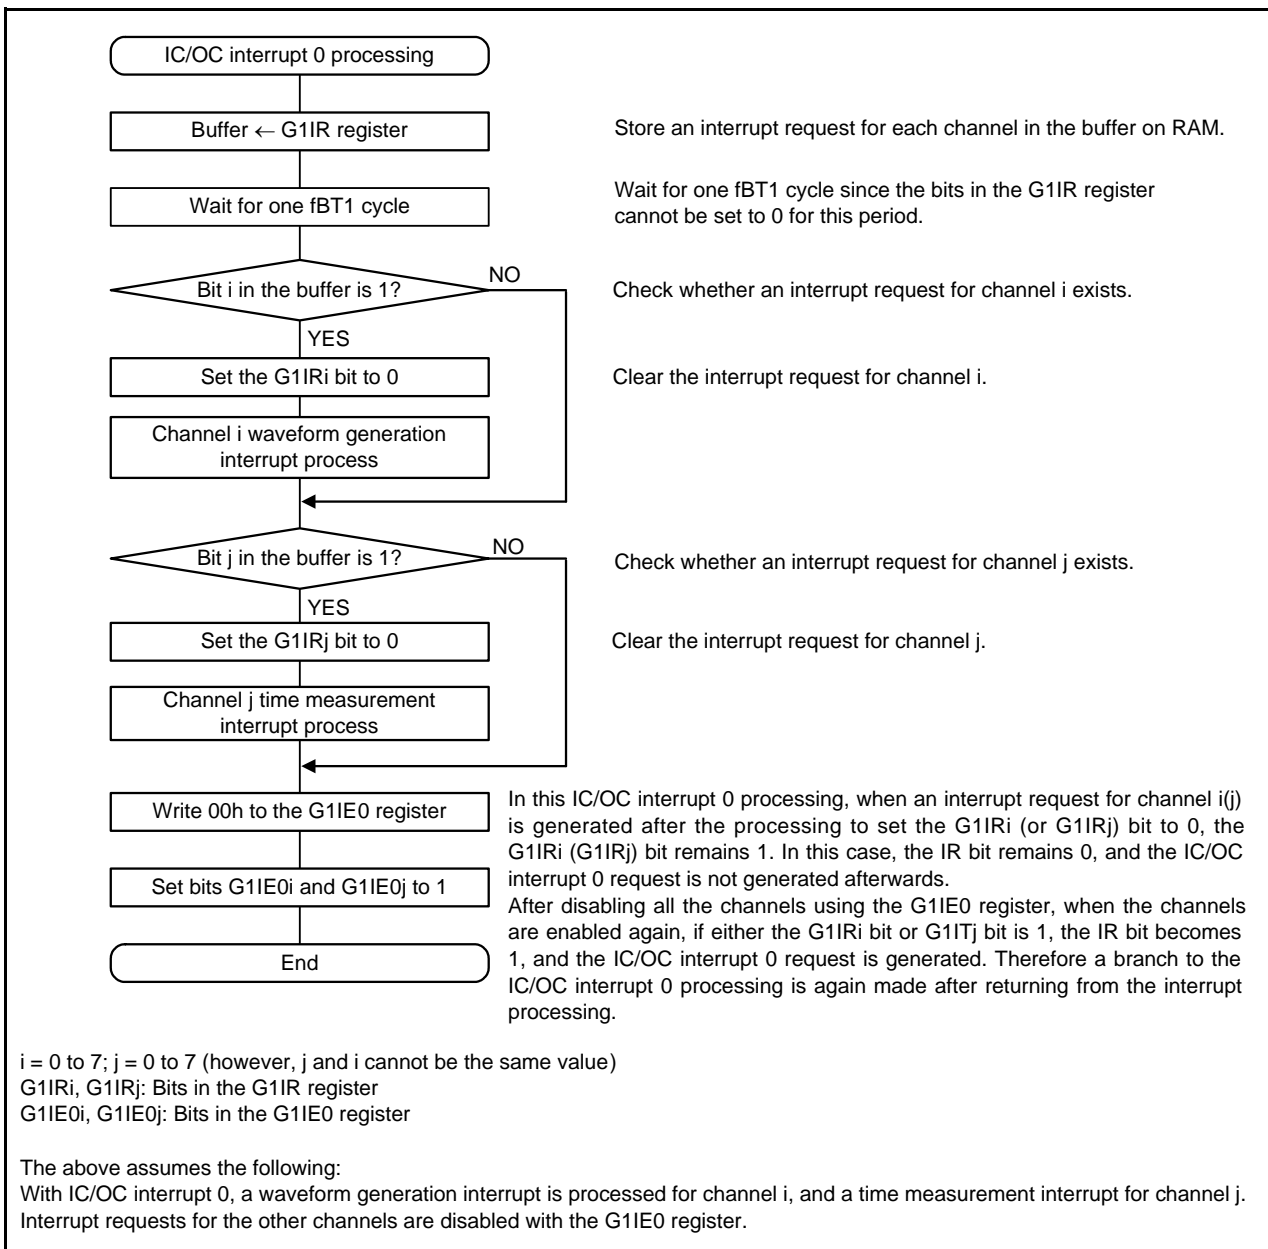 IC/OC interrupt 0 processing
Buffer ← G1IR register
Store an interrupt request for each channel in the buffer on RAM.
Wait for one fBT1 cycle
Wait for one fBT1 cycle since the bits in the G1IR register
cannot be set to 0 for this period.
Bit i in the buffer is 1?
NO
Check whether an interrupt request for channel i exists.
YES
Set the G1IRi bit to 0
Clear the interrupt request for channel i.
Channel i waveform generation
interrupt process
Bit j in the buffer is 1?
NO
Check whether an interrupt request for channel j exists.
YES
Set the G1IRj bit to 0
Clear the interrupt request for channel j.
Channel j time measurement
interrupt process
Write 00h to the G1IE0 register
Set bits G1IE0i and G1IE0j to 1
End
In this IC/OC interrupt 0 processing, when an interrupt request for channel i(j)
is generated after the processing to set the G1IRi (or G1IRj) bit to 0, the
G1IRi (G1IRj) bit remains 1. In this case, the IR bit remains 0, and the IC/OC
interrupt 0 request is not generated afterwards.
After disabling all the channels using the G1IE0 register, when the channels
are enabled again, if either the G1IRi bit or G1ITj bit is 1, the IR bit becomes
1, and the IC/OC interrupt 0 request is generated. Therefore a branch to the
IC/OC interrupt 0 processing is again made after returning from the interrupt
processing.
i = 0 to 7; j = 0 to 7 (however, j and i cannot be the same value)
G1IRi, G1IRj: Bits in the G1IR register
G1IE0i, G1IE0j: Bits in the G1IE0 register
The above assumes the following:
With IC/OC interrupt 0, a waveform generation interrupt is processed for channel i, and a time measurement interrupt for channel j.
Interrupt requests for the other channels are disabled with the G1IE0 register.